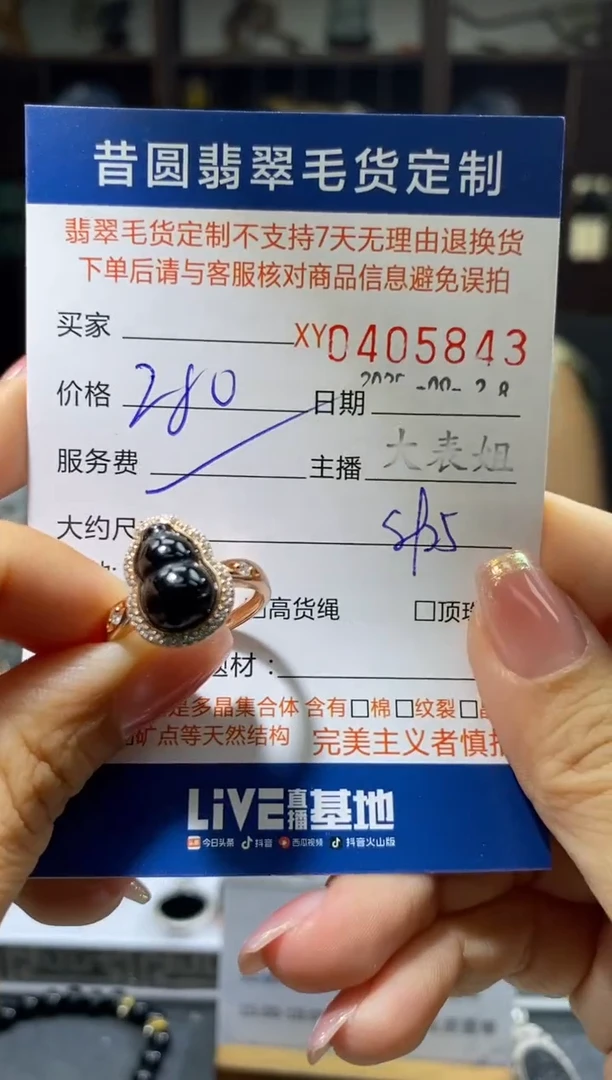 昔圆翡翠毛货定制
翡翠毛货定制不支持7天无理由退换货
下单后请与客服核对商品信息避免误拍
买家 XY0405843
价格 280 日期
服务费 主播 大表姐
大约尺
高货绳 □顶
题材：
是多晶集合体 含有□棉 □纹裂 □
矿点等天然结构 完美主义者慎拍
LiVE直播基地
今日头条 抖音 西瓜视频 抖音火山版